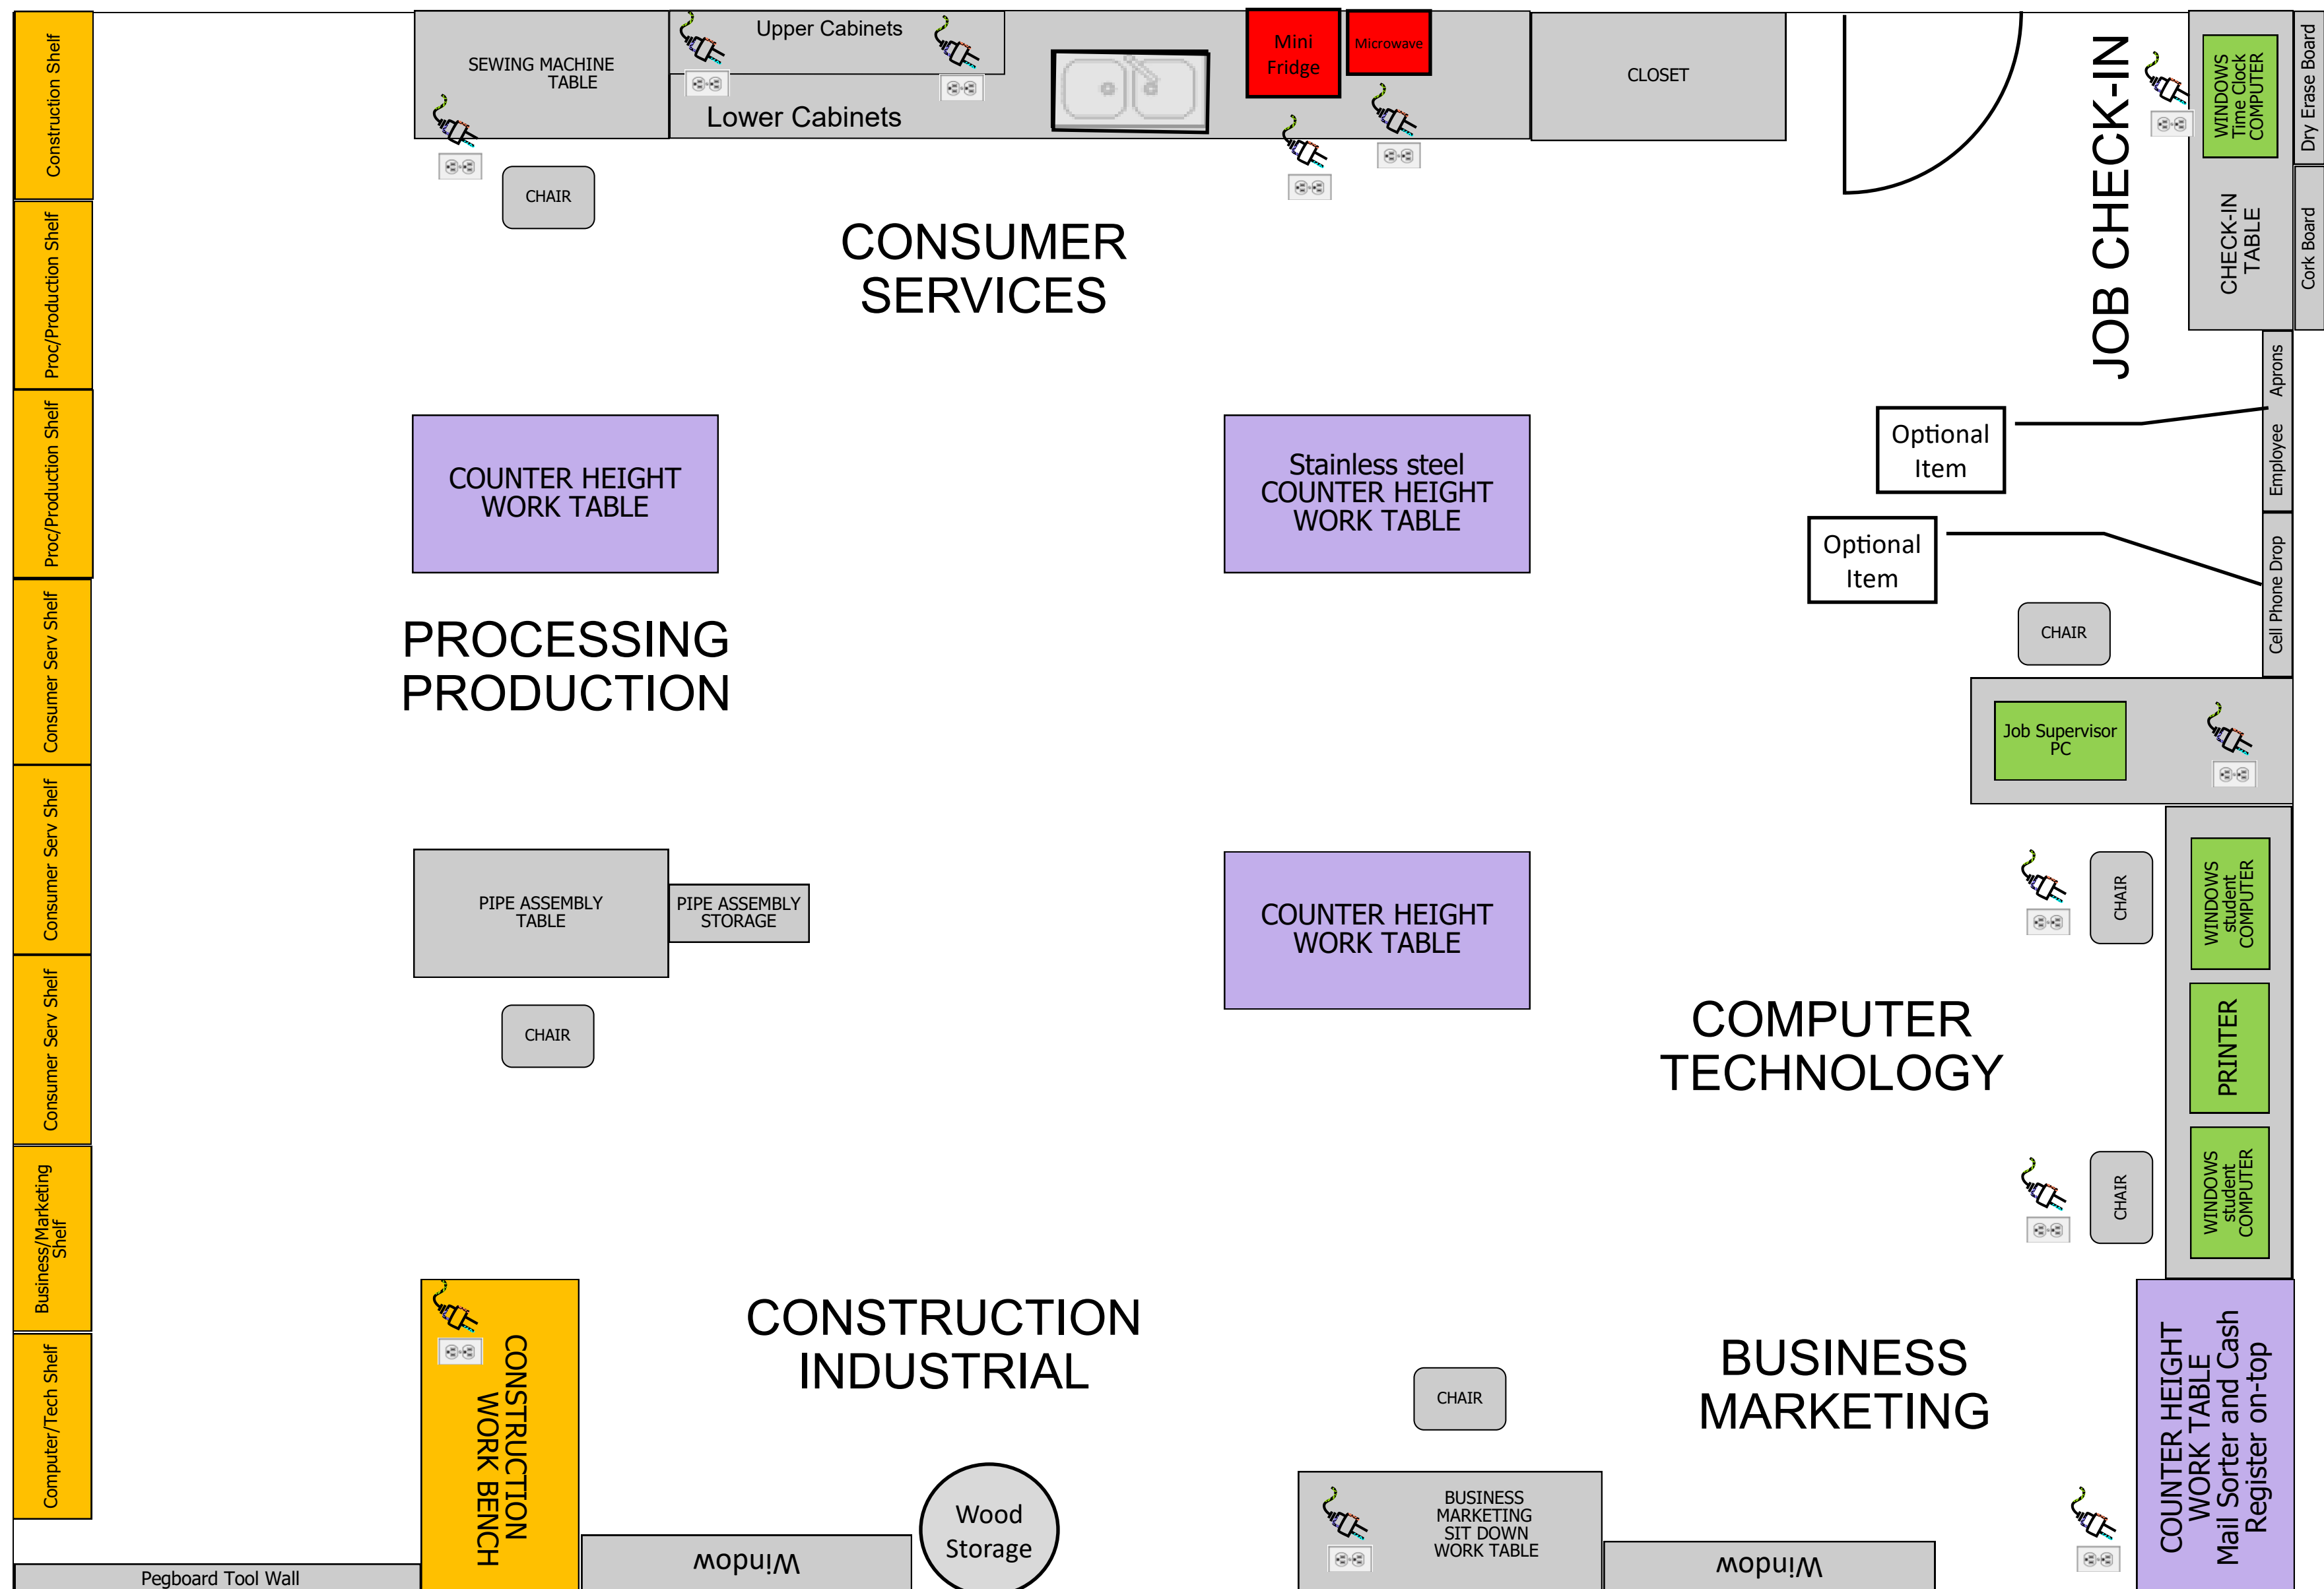 Construction Shelf
Proc/Production Shelf
Proc/Production Shelf
Consumer Serv Shelf
Consumer Serv Shelf
Consumer Serv Shelf
Business/Marketing
Shelf
Computer/Tech Shelf
Pegboard Tool Wall
SEWING MACHINE
TABLE
Upper Cabinets
Lower Cabinets
Mini
Fridge
Microwave
CLOSET
CHAIR
CONSUMER
SERVICES
JOB CHECK-IN
WINDOWS
Time Clock
COMPUTER
CHECK-IN
TABLE
Dry Erase Board
Cork Board
Employee Aprons
Cell Phone Drop
Optional
Item
Optional
Item
COUNTER HEIGHT
WORK TABLE
Stainless steel
COUNTER HEIGHT
WORK TABLE
PROCESSING
PRODUCTION
CHAIR
Job Supervisor
PC
PIPE ASSEMBLY
TABLE
PIPE ASSEMBLY
STORAGE
CHAIR
COUNTER HEIGHT
WORK TABLE
CHAIR
WINDOWS
student
COMPUTER
PRINTER
COMPUTER
TECHNOLOGY
CHAIR
WINDOWS
student
COMPUTER
CONSTRUCTION
WORK BENCH
CONSTRUCTION
INDUSTRIAL
Window
Wood
Storage
CHAIR
BUSINESS
MARKETING
BUSINESS
MARKETING
SIT DOWN
WORK TABLE
Window
COUNTER HEIGHT
WORK TABLE
Mail Sorter and Cash
Register on-top